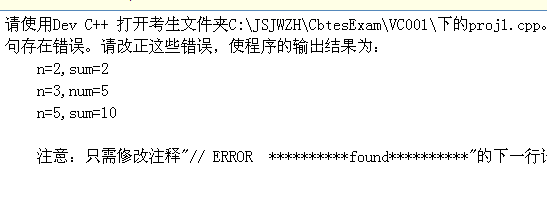 请使用Dev C++ 打开考生文件夹C:\JSJWZH\CbtesExam\VC001\下的proj1.cpp。
句存在错误。请改正这些错误，使程序的输出结果为：
n=2,sum=2
n=3,num=5
n=5,sum=10
注意：只需修改注释"// ERROR **********found**********"的下一行